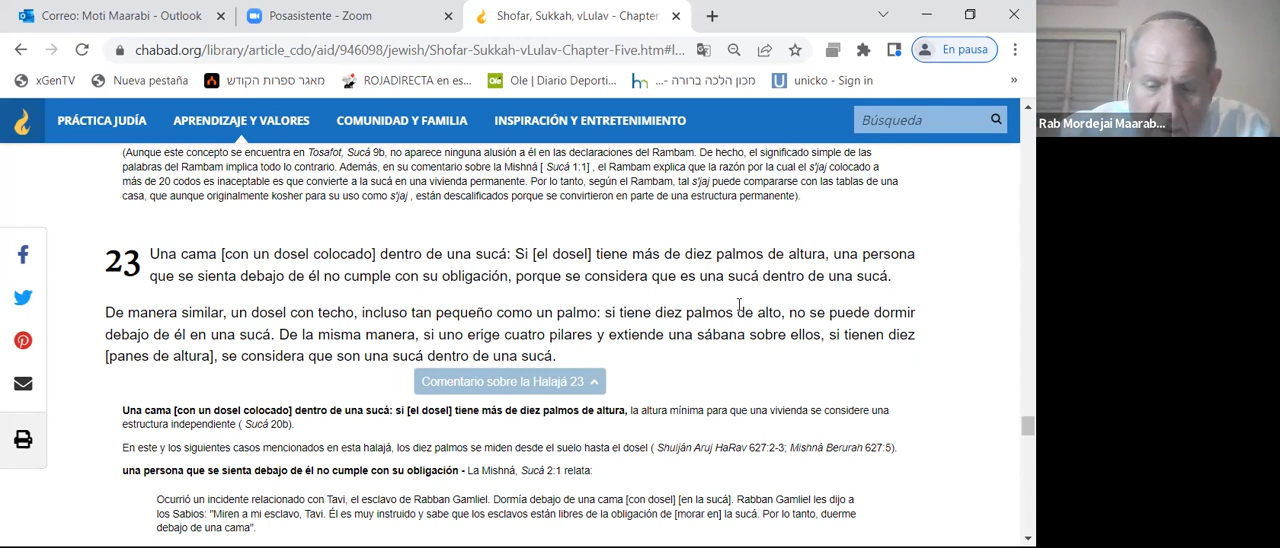 Correo: Moti Maarabi - Outlook
Posasistente - Zoom
Shofar, Sukkah, vLulav - Chapter
chabad.org/library/article_cdo/aid/946098/jewish/Shofar-Sukkah-vLulav-Chapter-Five.htm#l...
En pausa
xGenTV
Nueva pestaña
מאגר ספרות הקודש
ROJADIRECTA en es...
Ole | Diario Deporti...
מכון הלכה ברורה -...
unicko - Sign in
»
PRÁCTICA JUDÍA
APRENDIZAJE Y VALORES
COMUNIDAD Y FAMILIA
INSPIRACIÓN Y ENTRETENIMIENTO
Búsqueda
Rab Mordejai Maarab...
(Aunque este concepto se encuentra en Tosafot, Sucá 9b, no aparece ninguna alusión a él en las declaraciones del Rambam. De hecho, el significado simple de las
palabras del Rambam implica todo lo contrario. Además, en su comentario sobre la Mishná [ Sucá 1:1] , el Rambam explica que la razón por la cual el s'jaj colocado a
más de 20 codos es inaceptable es que convierte a la sucá en una vivienda permanente. Por lo tanto, según el Rambam, tal s'jaj puede compararse con las tablas de una
casa, que aunque originalmente kosher para su uso como s'jaj , están descalificados porque se convirtieron en parte de una estructura permanente).
23 Una cama [con un dosel colocado] dentro de una sucá: Si [el dosel] tiene más de diez palmos de altura, una persona
que se sienta debajo de él no cumple con su obligación, porque se considera que es una sucá dentro de una sucá.
De manera similar, un dosel con techo, incluso tan pequeño como un palmo: si tiene diez palmos de alto, no se puede dormir
debajo de él en una sucá. De la misma manera, si uno erige cuatro pilares y extiende una sábana sobre ellos, si tienen diez
[panes de altura], se considera que son una sucá dentro de una sucá.
Comentario sobre la Halajá 23
Una cama [con un dosel colocado] dentro de una sucá: si [el dosel] tiene más de diez palmos de altura, la altura mínima para que una vivienda se considere una
estructura independiente ( Sucá 20b).
En este y los siguientes casos mencionados en esta halajá, los diez palmos se miden desde el suelo hasta el dosel ( Shulján Aruj HaRav 627:2-3; Mishná Berurah 627:5).
una persona que se sienta debajo de él no cumple con su obligación - La Mishná, Sucá 2:1 relata:
Ocurrió un incidente relacionado con Tavi, el esclavo de Rabban Gamliel. Dormía debajo de una cama [con dosel] [en la sucá]. Rabban Gamliel les dijo a
los Sabios: "Miren a mi esclavo, Tavi. Él es muy instruido y sabe que los esclavos están libres de la obligación de [morar en] la sucá. Por lo tanto, duerme
debajo de una cama".